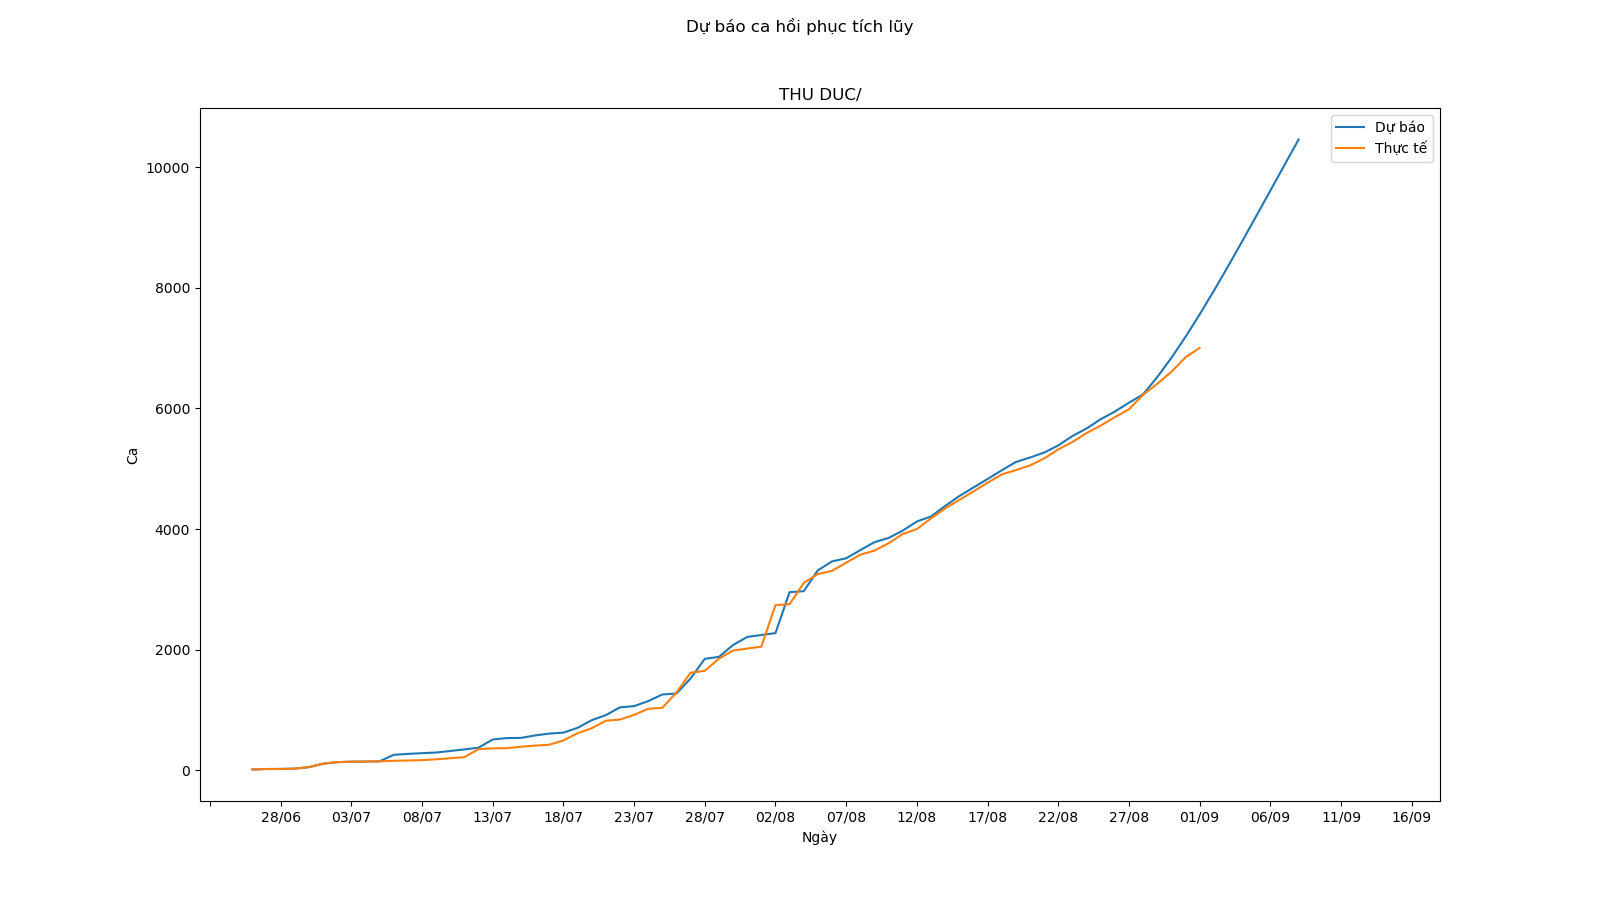 Dự báo ca hồi phục tích lũy
THU DUC/
Dự báo
Thực tế
10000
8000
6000
4000
2000
0
Ca
28/06 03/07 08/07 13/07 18/07 23/07 28/07 02/08 07/08 12/08 17/08 22/08 27/08 01/09 06/09 11/09 16/09
Ngày